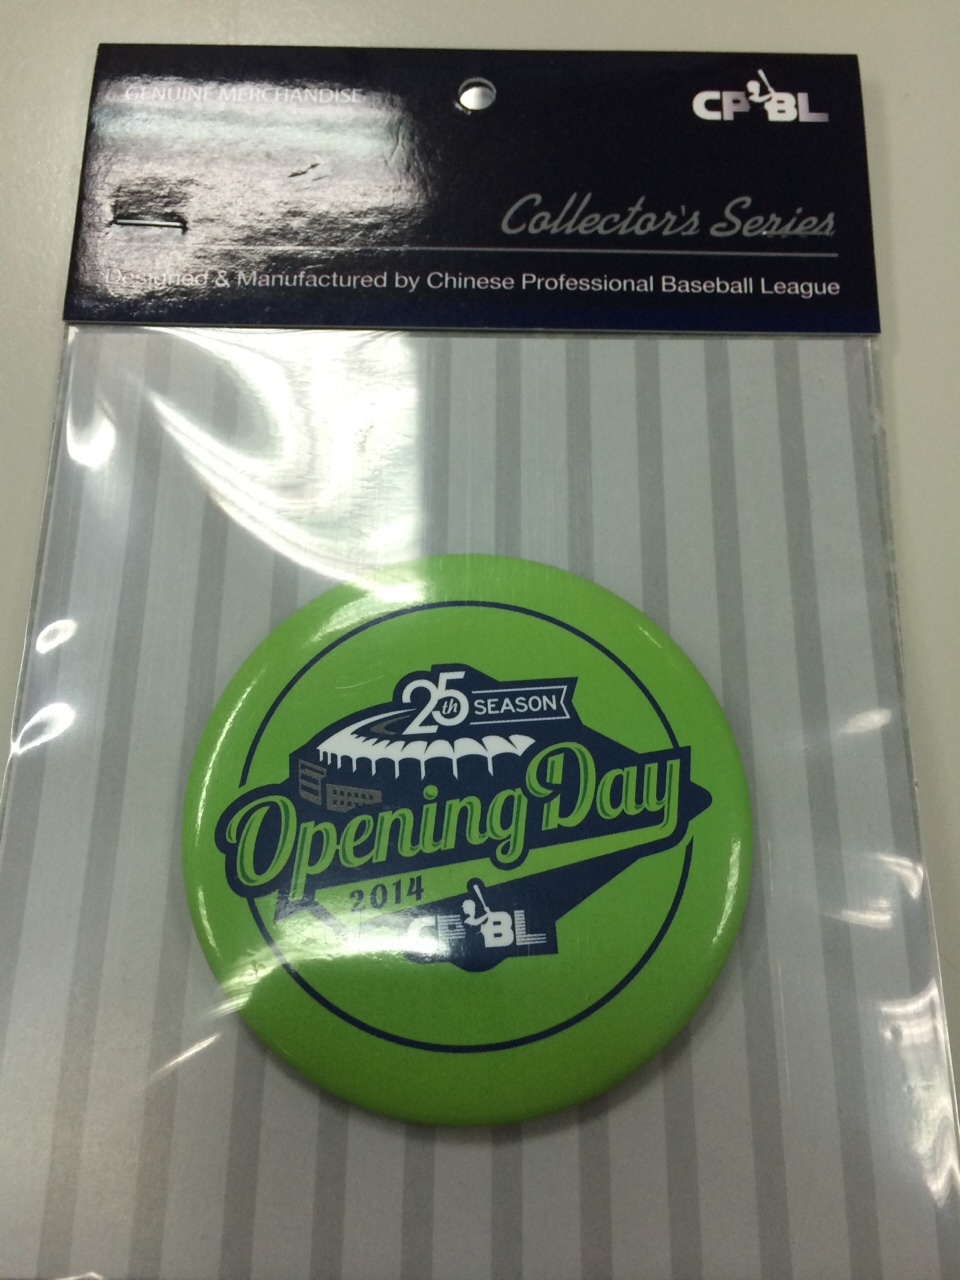 GENUINE MERCHANDISE
CPBL
Collector's Series
Designed & Manufactured by Chinese Professional Baseball League
25th SEASON
Opening Day
2014
CPBL